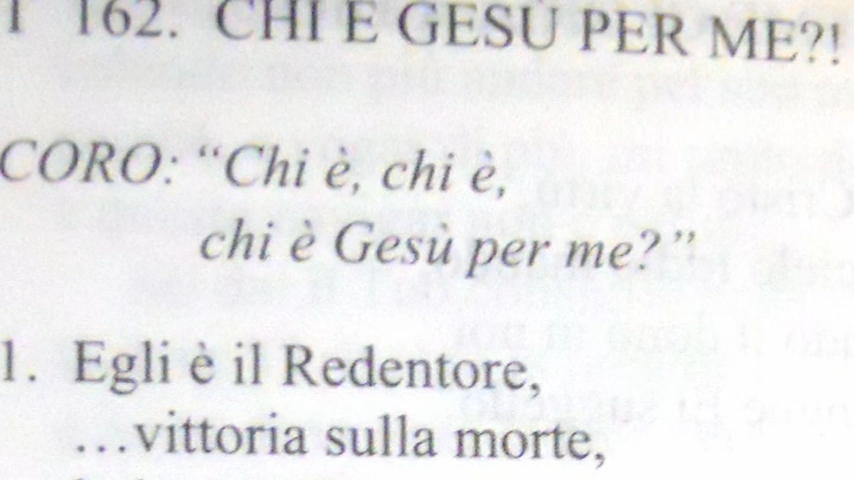 162. CHI È GESÙ PER ME?!
CORO: “Chi è, chi è,
chi è Gesù per me?”
1. Egli è il Redentore,
...vittoria sulla morte,